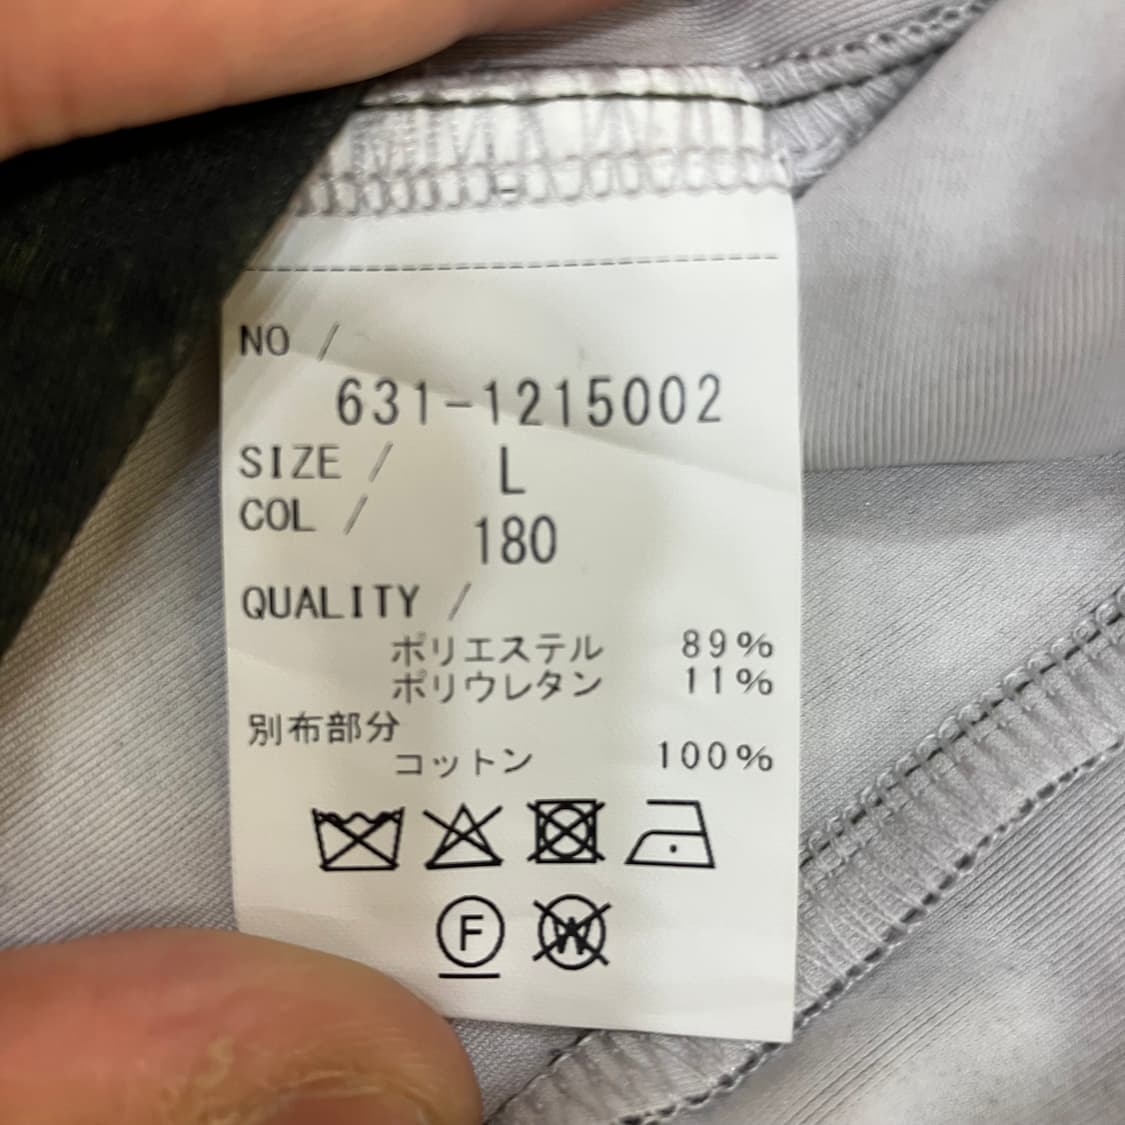 NO /
631-1215002
SIZE / L
COL / 180
QUALITY /
ポリエステル 89%
ポリウレタン 11%
別布部分
コットン 100%
F W